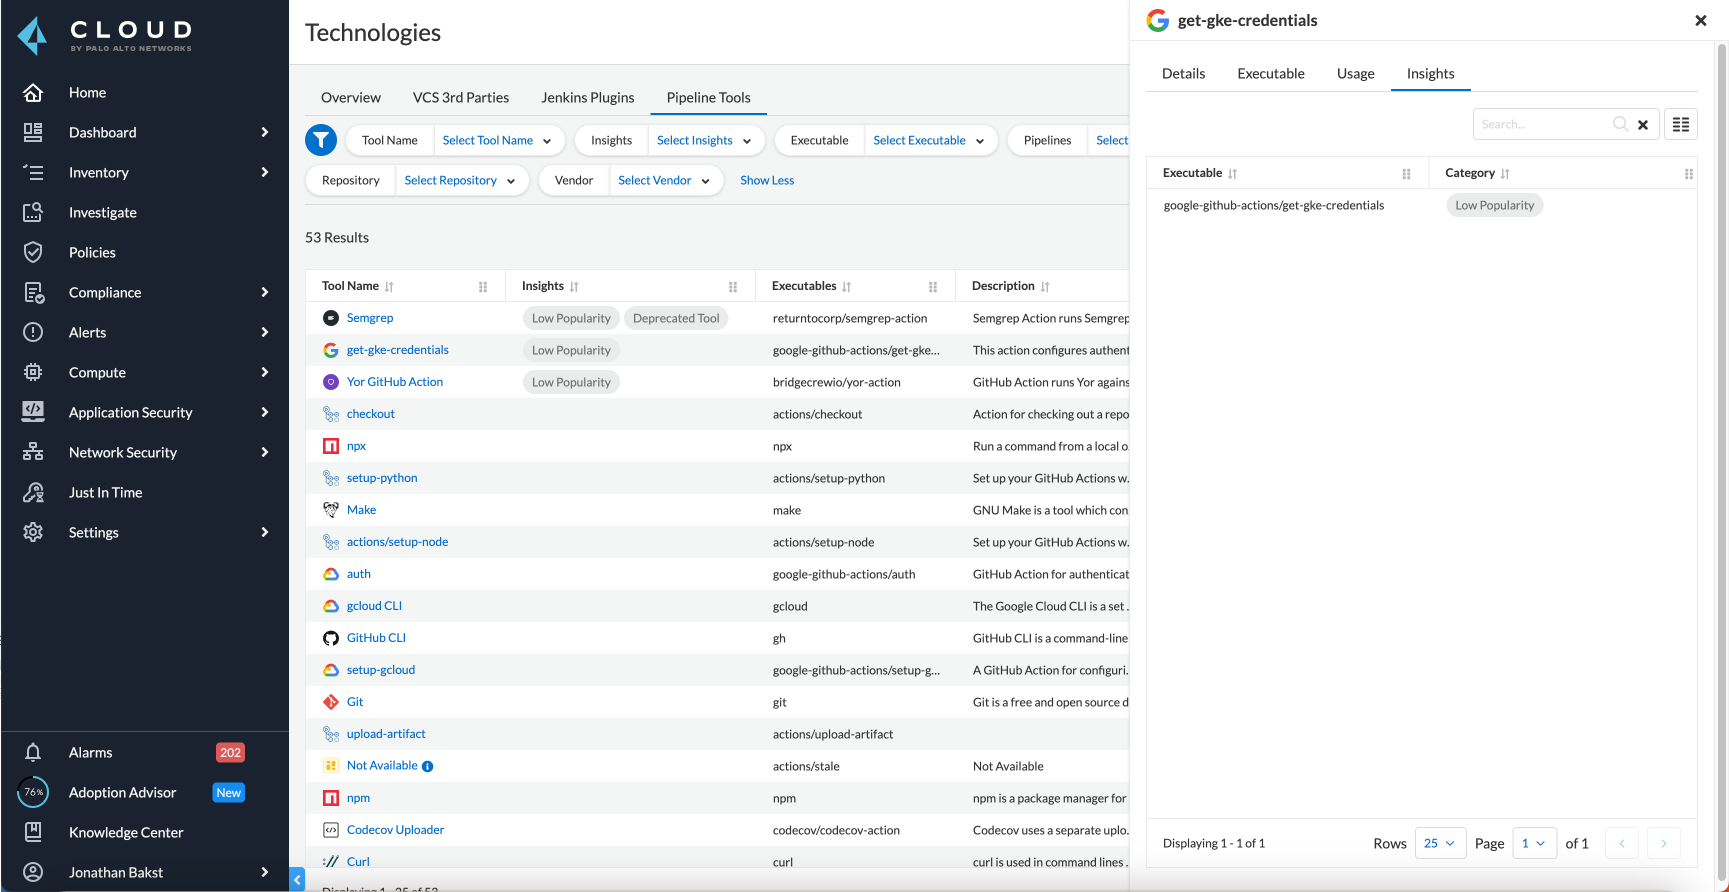 CLOUD
BY PALO ALTO NETWORKS
Home
Dashboard
Inventory
Investigate
Policies
Compliance
Alerts
Compute
Application Security
Network Security
Just In Time
Settings
Alarms 202
76% Adoption Advisor New
Knowledge Center
Jonathan Bakst
Technologies
Overview VCS 3rd Parties Jenkins Plugins Pipeline Tools
Tool Name Select Tool Name Insights Select Insights Executable Select Executable Pipelines Select
Repository Select Repository Vendor Select Vendor Show Less
53 Results
Tool Name Insights Executables Description
Semgrep Low Popularity Deprecated Tool returntocorp/semgrep-action Semgrep Action runs Semgrep
get-gke-credentials Low Popularity google-github-actions/get-gke... This action configures authent
Yor GitHub Action Low Popularity bridgecrewio/yor-action GitHub Action runs Yor agains
checkout actions/checkout Action for checking out a repo
npx npx Run a command from a local o.
setup-python actions/setup-python Set up your GitHub Actions w.
Make make GNU Make is a tool which con
actions/setup-node actions/setup-node Set up your GitHub Actions w.
auth google-github-actions/auth GitHub Action for authenticat
gcloud CLI gcloud The Google Cloud CLI is a set .
GitHub CLI gh GitHub CLI is a command-line
setup-gcloud google-github-actions/setup-g... A GitHub Action for configuri.
Git git Git is a free and open source d
upload-artifact actions/upload-artifact
Not Available actions/stale Not Available
npm npm npm is a package manager for
Codecov Uploader codecov/codecov-action Codecov uses a separate uplo.
Curl curl curl is used in command lines .
Displaying 1 - 25 of 53
get-gke-credentials
Details Executable Usage Insights
Search...
Executable Category
google-github-actions/get-gke-credentials Low Popularity
Displaying 1 - 1 of 1 Rows 25 Page 1 of 1